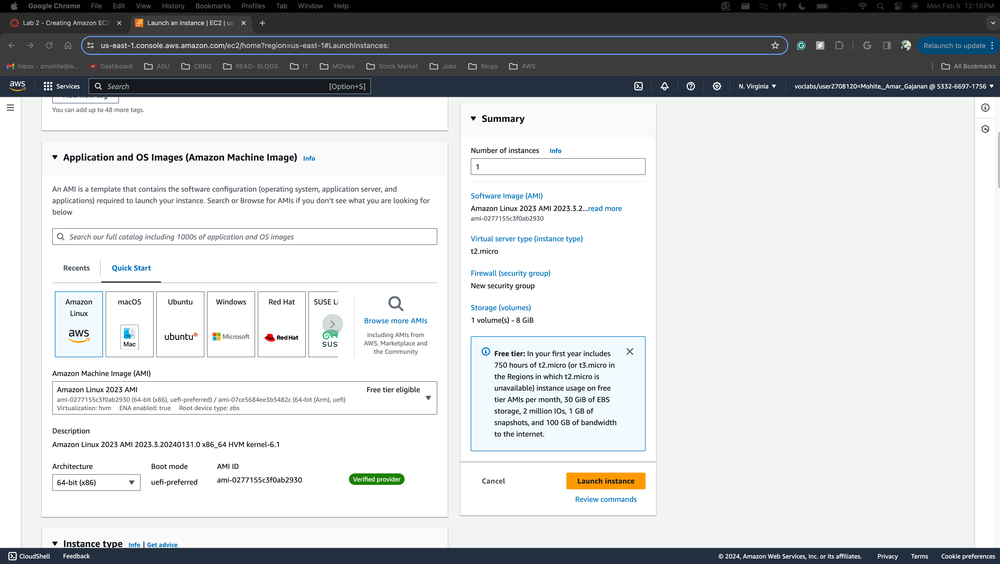 Google Chrome File Edit View History Bookmarks Profiles Tab Window Help Mon Feb 5 12:16 PM
Lab 2 - Creating Amazon EC2 Launch an instance | EC2 | us
us-east-1.console.aws.amazon.com/ec2/home?region=us-east-1#LaunchInstances: Relaunch to update
Inbox - amohite@a... Dashboard ASU CBBG READ- BLOGS IT MOvies Stock Market Jobs Blogs AWS All Bookmarks
aws Services Search [Option+S] N. Virginia voclabs/user2708120=Mohite,_Amar_Gajanan @ 5332-6697-1756
You can add up to 48 more tags.
Application and OS Images (Amazon Machine Image) Info
An AMI is a template that contains the software configuration (operating system, application server, and
applications) required to launch your instance. Search or Browse for AMIs if you don't see what you are looking for
below
Search our full catalog including 1000s of application and OS images
Recents Quick Start
Amazon
Linux
aws
macOS
Mac
Ubuntu
ubuntu
Windows
Microsoft
Red Hat
Red Hat
SUSE Li
SUS
Browse more AMIs
Including AMIs from
AWS, Marketplace and
the Community
Amazon Machine Image (AMI)
Amazon Linux 2023 AMI Free tier eligible
ami-0277155c3f0ab2930 (64-bit (x86), uefi-preferred) / ami-07ce5684ee3b5482c (64-bit (Arm), uefi)
Virtualization: hvm ENA enabled: true Root device type: ebs
Description
Amazon Linux 2023 AMI 2023.3.20240131.0 x86_64 HVM kernel-6.1
Architecture Boot mode AMI ID
64-bit (x86) uefi-preferred ami-0277155c3f0ab2930 Verified provider
Instance type Info | Get advice
Summary
Number of instances Info
1
Software Image (AMI)
Amazon Linux 2023 AMI 2023.3.2...read more
ami-0277155c3f0ab2930
Virtual server type (instance type)
t2.micro
Firewall (security group)
New security group
Storage (volumes)
1 volume(s) - 8 GiB
Free tier: In your first year includes
750 hours of t2.micro (or t3.micro in
the Regions in which t2.micro is
unavailable) instance usage on free
tier AMIs per month, 30 GiB of EBS
storage, 2 million IOs, 1 GB of
snapshots, and 100 GB of bandwidth
to the internet.
Cancel Launch instance
Review commands
CloudShell Feedback © 2024, Amazon Web Services, Inc. or its affiliates. Privacy Terms Cookie preferences